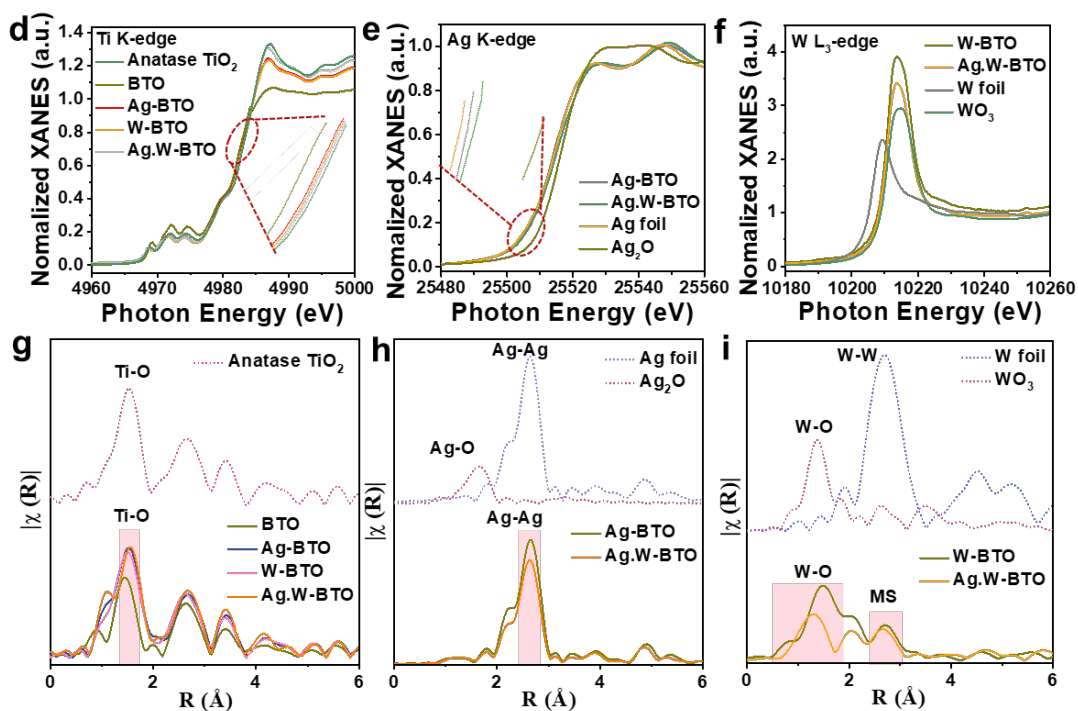 d
Ti K-edge
Anatase TiO2
BTO
Ag-BTO
W-BTO
Ag.W-BTO
Nomalized XANES (a.u.)
1.4
1.2
1.0
0.8
0.6
0.4
0.2
0.0
4960 4970 4980 4990 5000
Photon Energy (eV)
e
Ag K-edge
Ag-BTO
Ag.W-BTO
Ag foil
Ag2O
Nomalized XANES (a.u.)
1.0
0.8
0.6
0.4
0.2
0.0
25480 25500 25520 25540 25560
Photon Energy (eV)
f
W L3-edge
W-BTO
Ag.W-BTO
W foil
WO3
Nomalized XANES (a.u.)
4
2
0
10180 10200 10220 10240 10260
Photon Energy (eV)
g
Anatase TiO2
Ti-O
Ti-O
BTO
Ag-BTO
W-BTO
Ag.W-BTO
|χ (R)|
0 2 4 6
R (Å)
h
Ag-Ag
Ag foil
Ag2O
Ag-O
Ag-Ag
Ag-BTO
Ag.W-BTO
|χ (R)|
0 2 4 6
R (Å)
i
W-W
W foil
WO3
W-O
W-O
MS
W-BTO
Ag.W-BTO
|χ (R)|
0 2 4 6
R (Å)